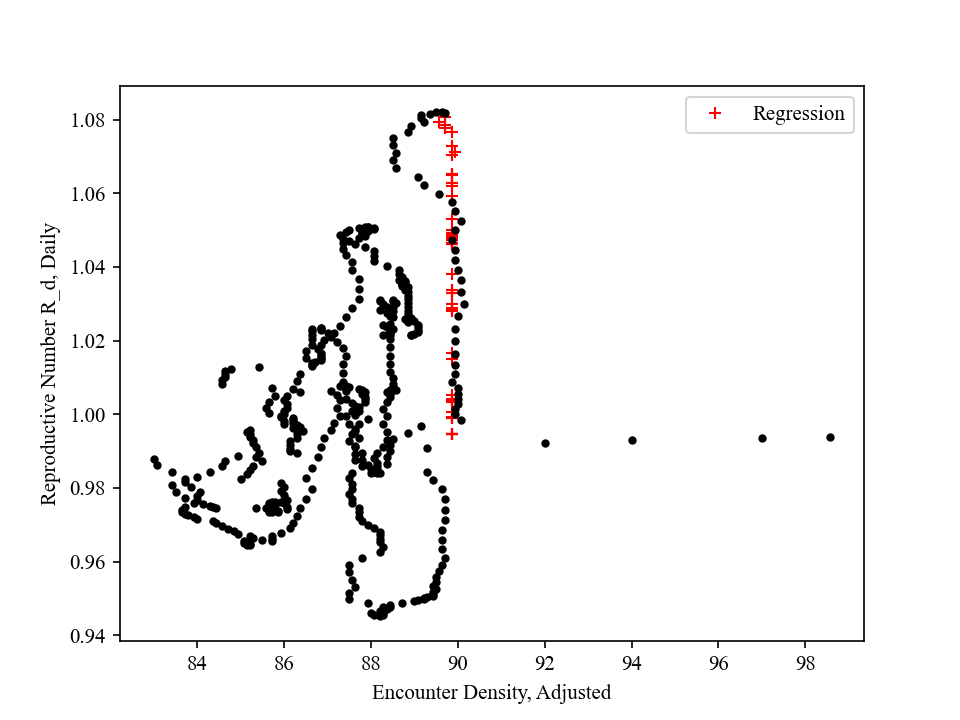 Regression
1.08
1.06
1.04
1.02
1.00
0.98
0.96
0.94
Reproductive Number R_d, Daily
84 86 88 90 92 94 96 98
Encounter Density, Adjusted